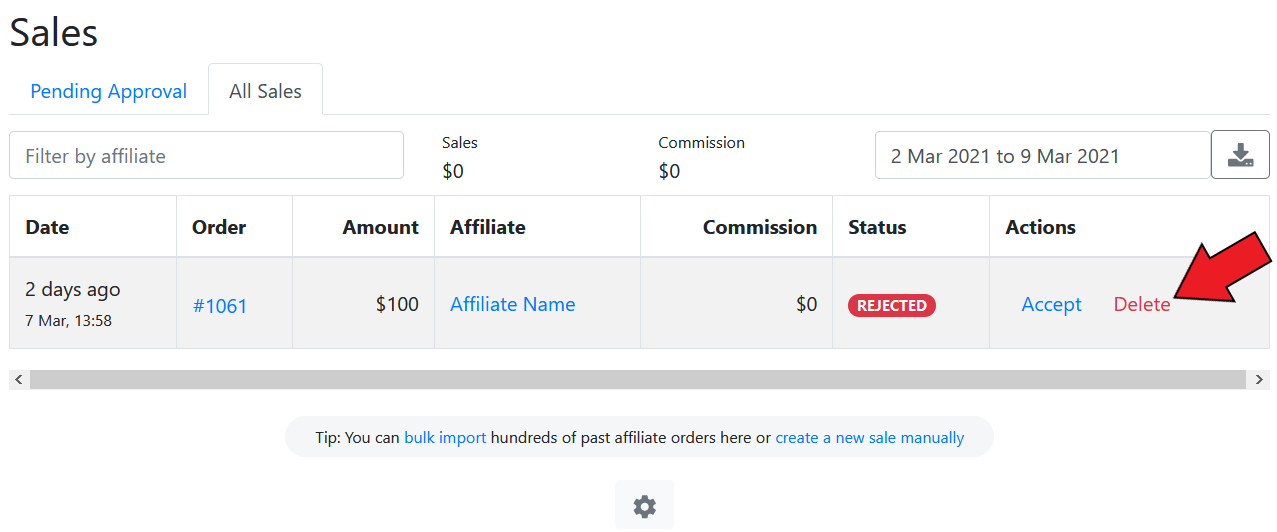 Sales
Pending Approval All Sales
Filter by affiliate
Sales
$0
Commission
$0
2 Mar 2021 to 9 Mar 2021
Date Order Amount Affiliate Commission Status Actions
2 days ago
7 Mar, 13:58
#1061 $100 Affiliate Name $0 REJECTED Accept Delete
Tip: You can bulk import hundreds of past affiliate orders here or create a new sale manually